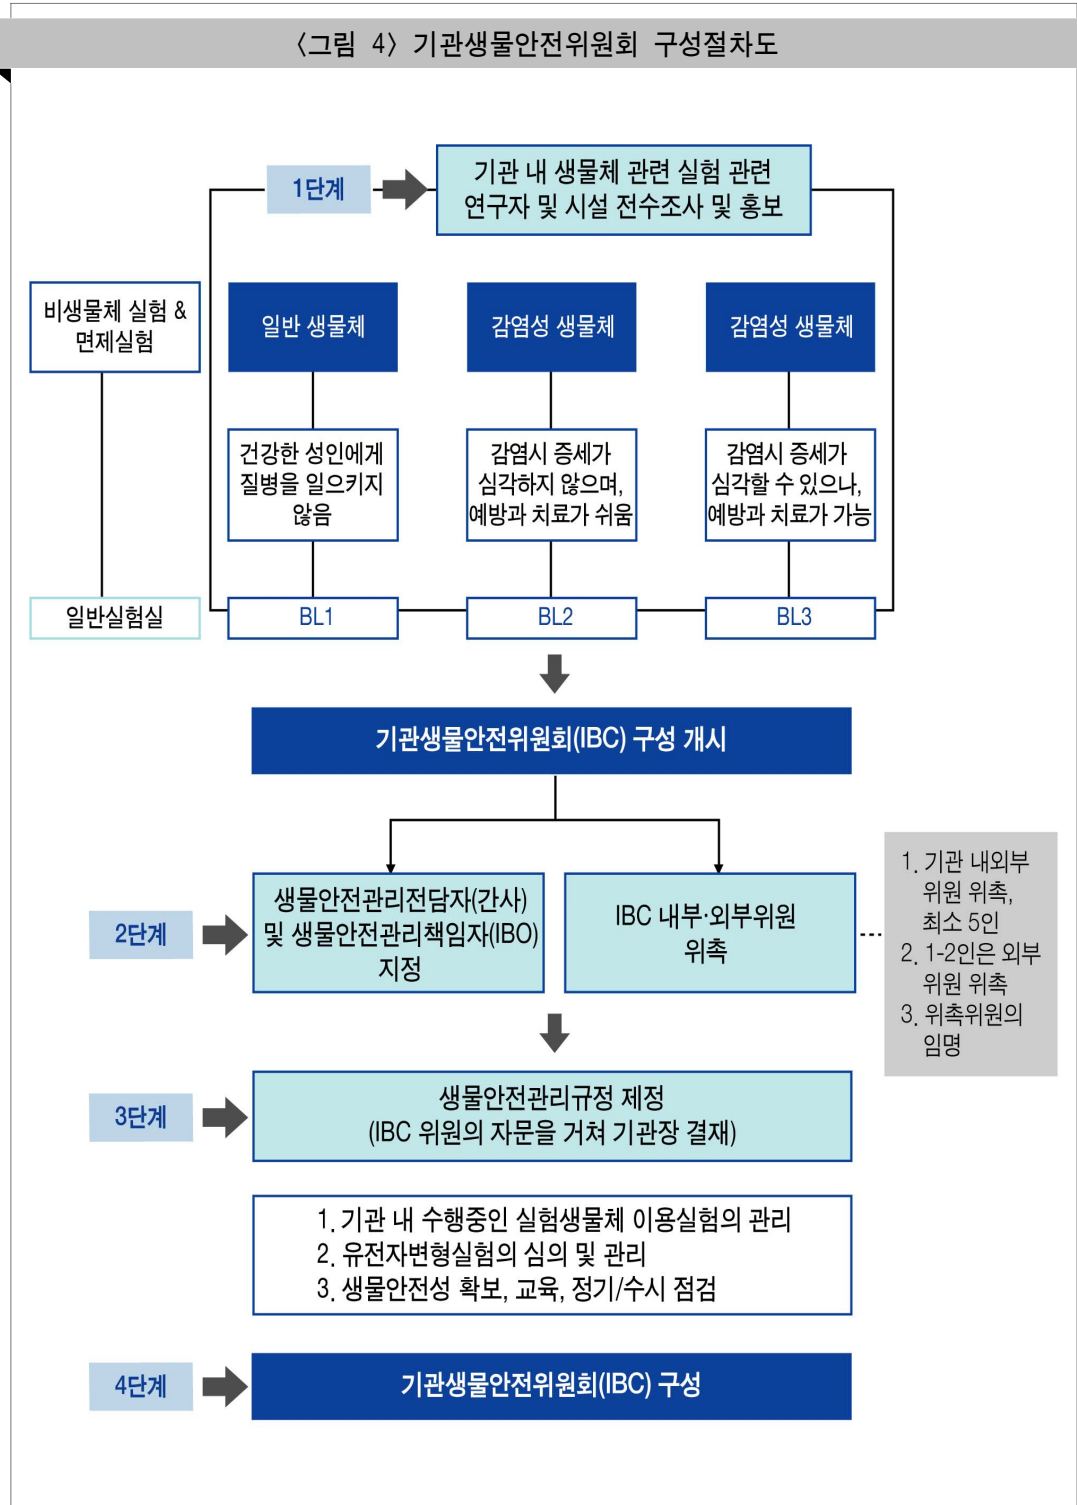 〈그림 4〉 기관생물안전위원회 구성절차도
1단계
기관 내 생물체 관련 실험 관련
연구자 및 시설 전수조사 및 홍보
비생물체 실험 &
면제실험
일반 생물체
감염성 생물체
감염성 생물체
건강한 성인에게
질병을 일으키지
않음
감염시 증세가
심각하지 않으며,
예방과 치료가 쉬움
감염시 증세가
심각할 수 있으나,
예방과 치료가 가능
일반실험실
BL1
BL2
BL3
기관생물안전위원회(IBC) 구성 개시
2단계
생물안전관리전담자(간사)
및 생물안전관리책임자(IBO)
지정
IBC 내부·외부위원
위촉
1. 기관 내외부
위원 위촉,
최소 5인
2. 1-2인은 외부
위원 위촉
3. 위촉위원의
임명
3단계
생물안전관리규정 제정
(IBC 위원의 자문을 거쳐 기관장 결재)
1. 기관 내 수행중인 실험생물체 이용실험의 관리
2. 유전자변형실험의 심의 및 관리
3. 생물안전성 확보, 교육, 정기/수시 점검
4단계
기관생물안전위원회(IBC) 구성